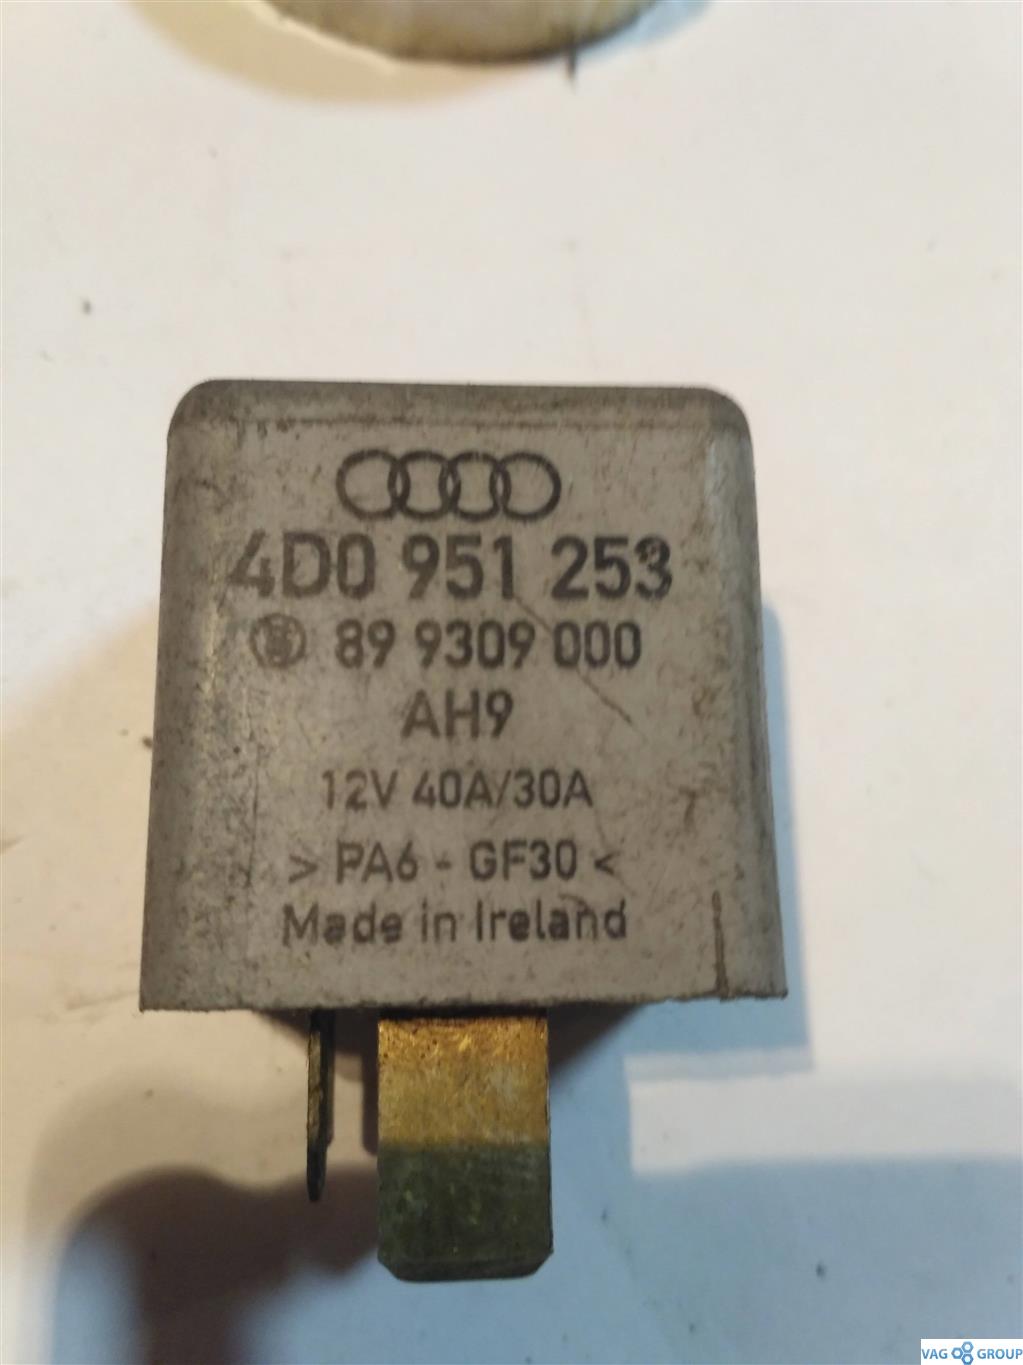 4D0 951 253
89 9309 000
AH9
12V 40A/30A
> PA6 - GF30 <
Made in Ireland
VAG GROUP